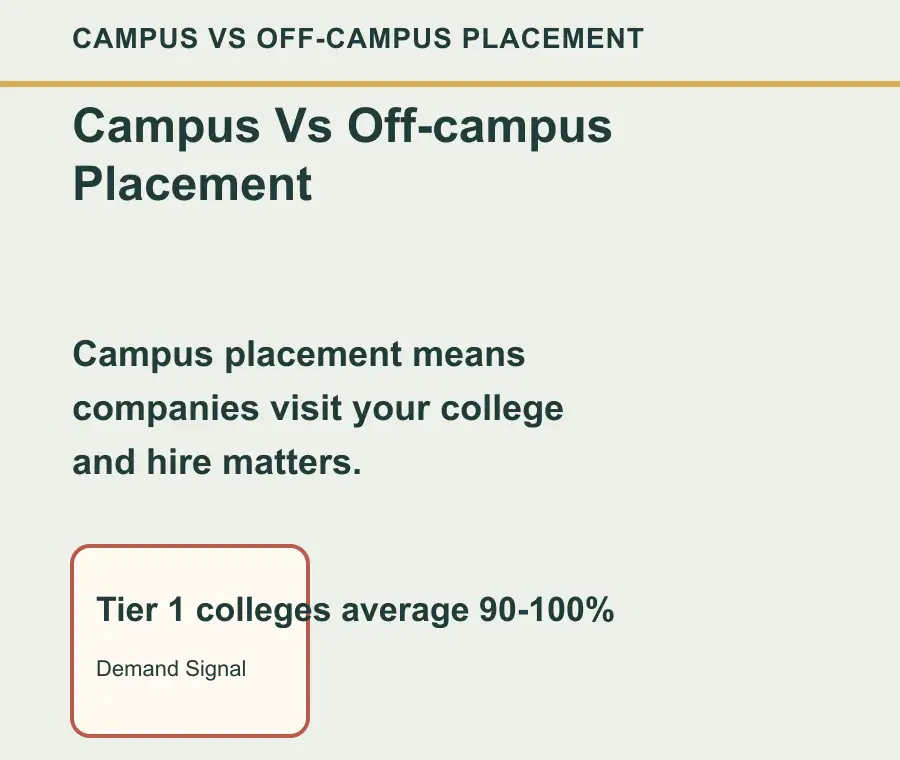 CAMPUS VS OFF-CAMPUS PLACEMENT
Campus Vs Off-campus
Placement
Campus placement means
companies visit your college
and hire matters.
Tier 1 colleges average 90-100%
Demand Signal